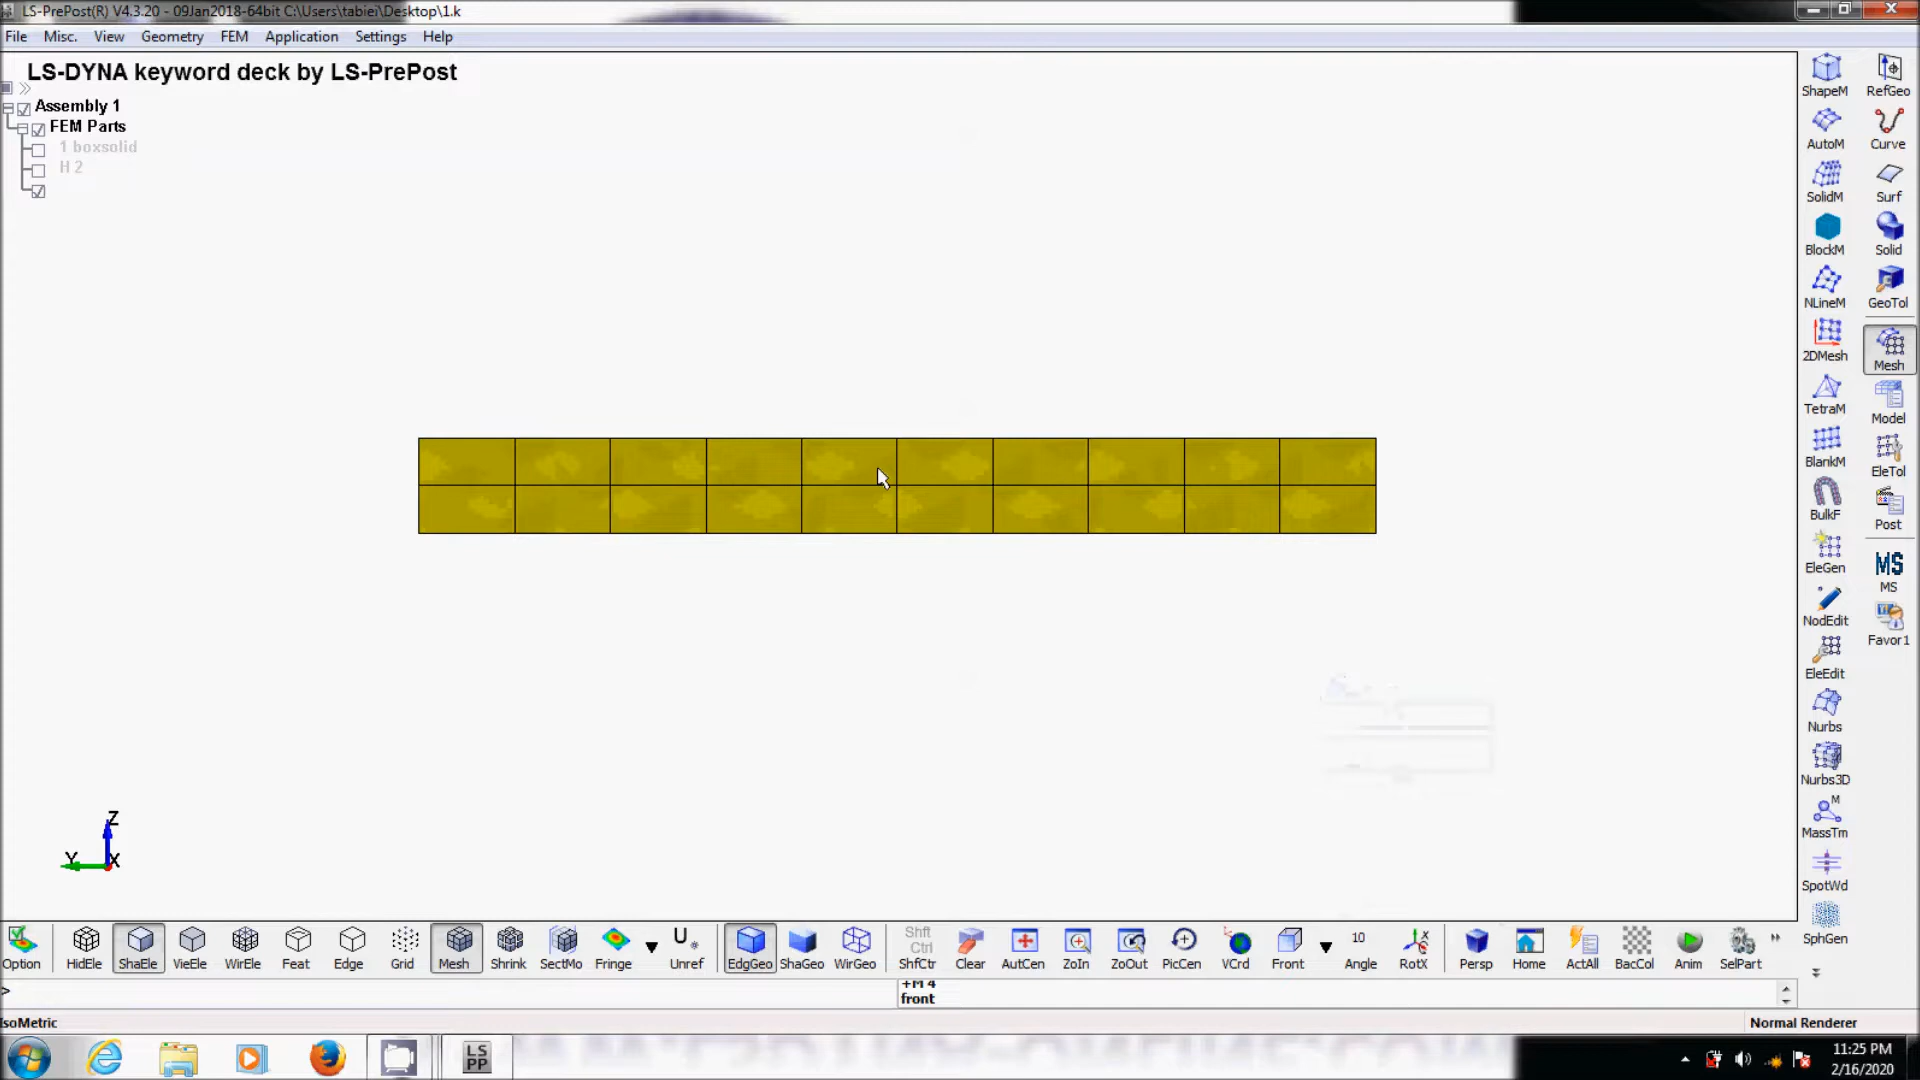 LS-PrePost(R) V4.3.20 - 09Jan2018-64bit C:\Users\tabiei\Desktop\1.k
File Misc. View Geometry FEM Application Settings Help
LS-DYNA keyword deck by LS-PrePost
Assembly 1
FEM Parts
1 boxsolid
H 2
ShapeM RefGeo
AutoM Curve
SolidM Surf
BlockM Solid
NLineM GeoTol
2DMesh Mesh
TetraM Model
BlankM EleTol
BulkF Post
EleGen MS
MS
NodEdit Favor1
EleEdit
Nurbs
Nurbs3D
M
MassTm
SpotWd
SphGen
Z
Y X
Option HidEle ShaEle VieEle WirEle Feat Edge Grid Mesh Shrink SectMo Fringe U Unref EdgGeo ShaGeo WirGeo Shft Ctrl ShfCtr Clear AutCen ZoIn ZoOut PicCen VCrd Front 10 Angle RotX Persp Home ActAll BacCol Anim SelPart
>
+M 4
front
IsoMetric
Normal Renderer
LS
PP
11:25 PM
2/16/2020